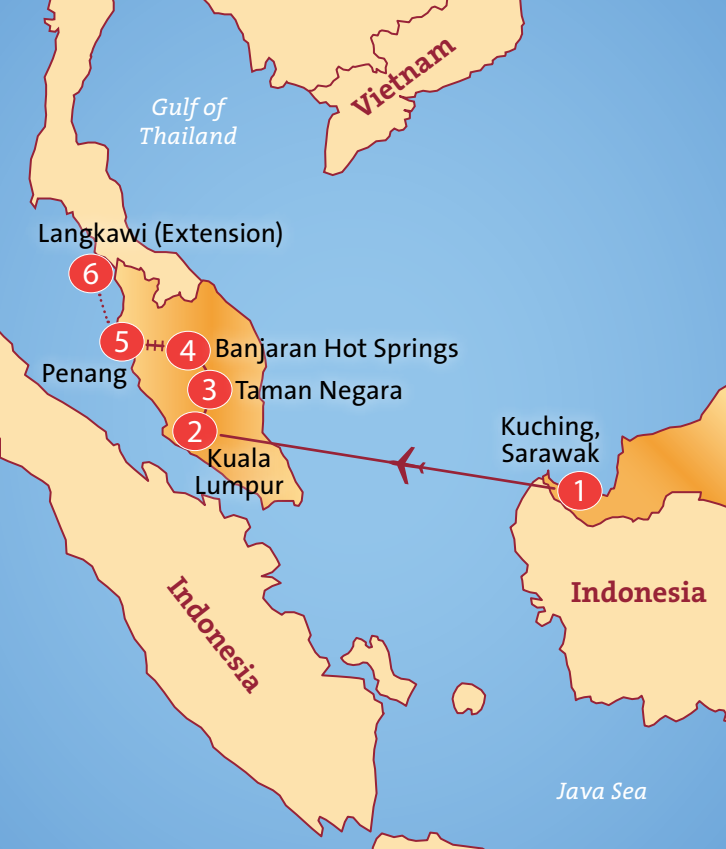 Vietnam
Gulf of
Thailand
Langkawi (Extension)
6
5
4
Banjaran Hot Springs
Penang
3
Taman Negara
2
Kuala
Lumpur
Kuching,
Sarawak
1
Indonesia
Indonesia
Java Sea